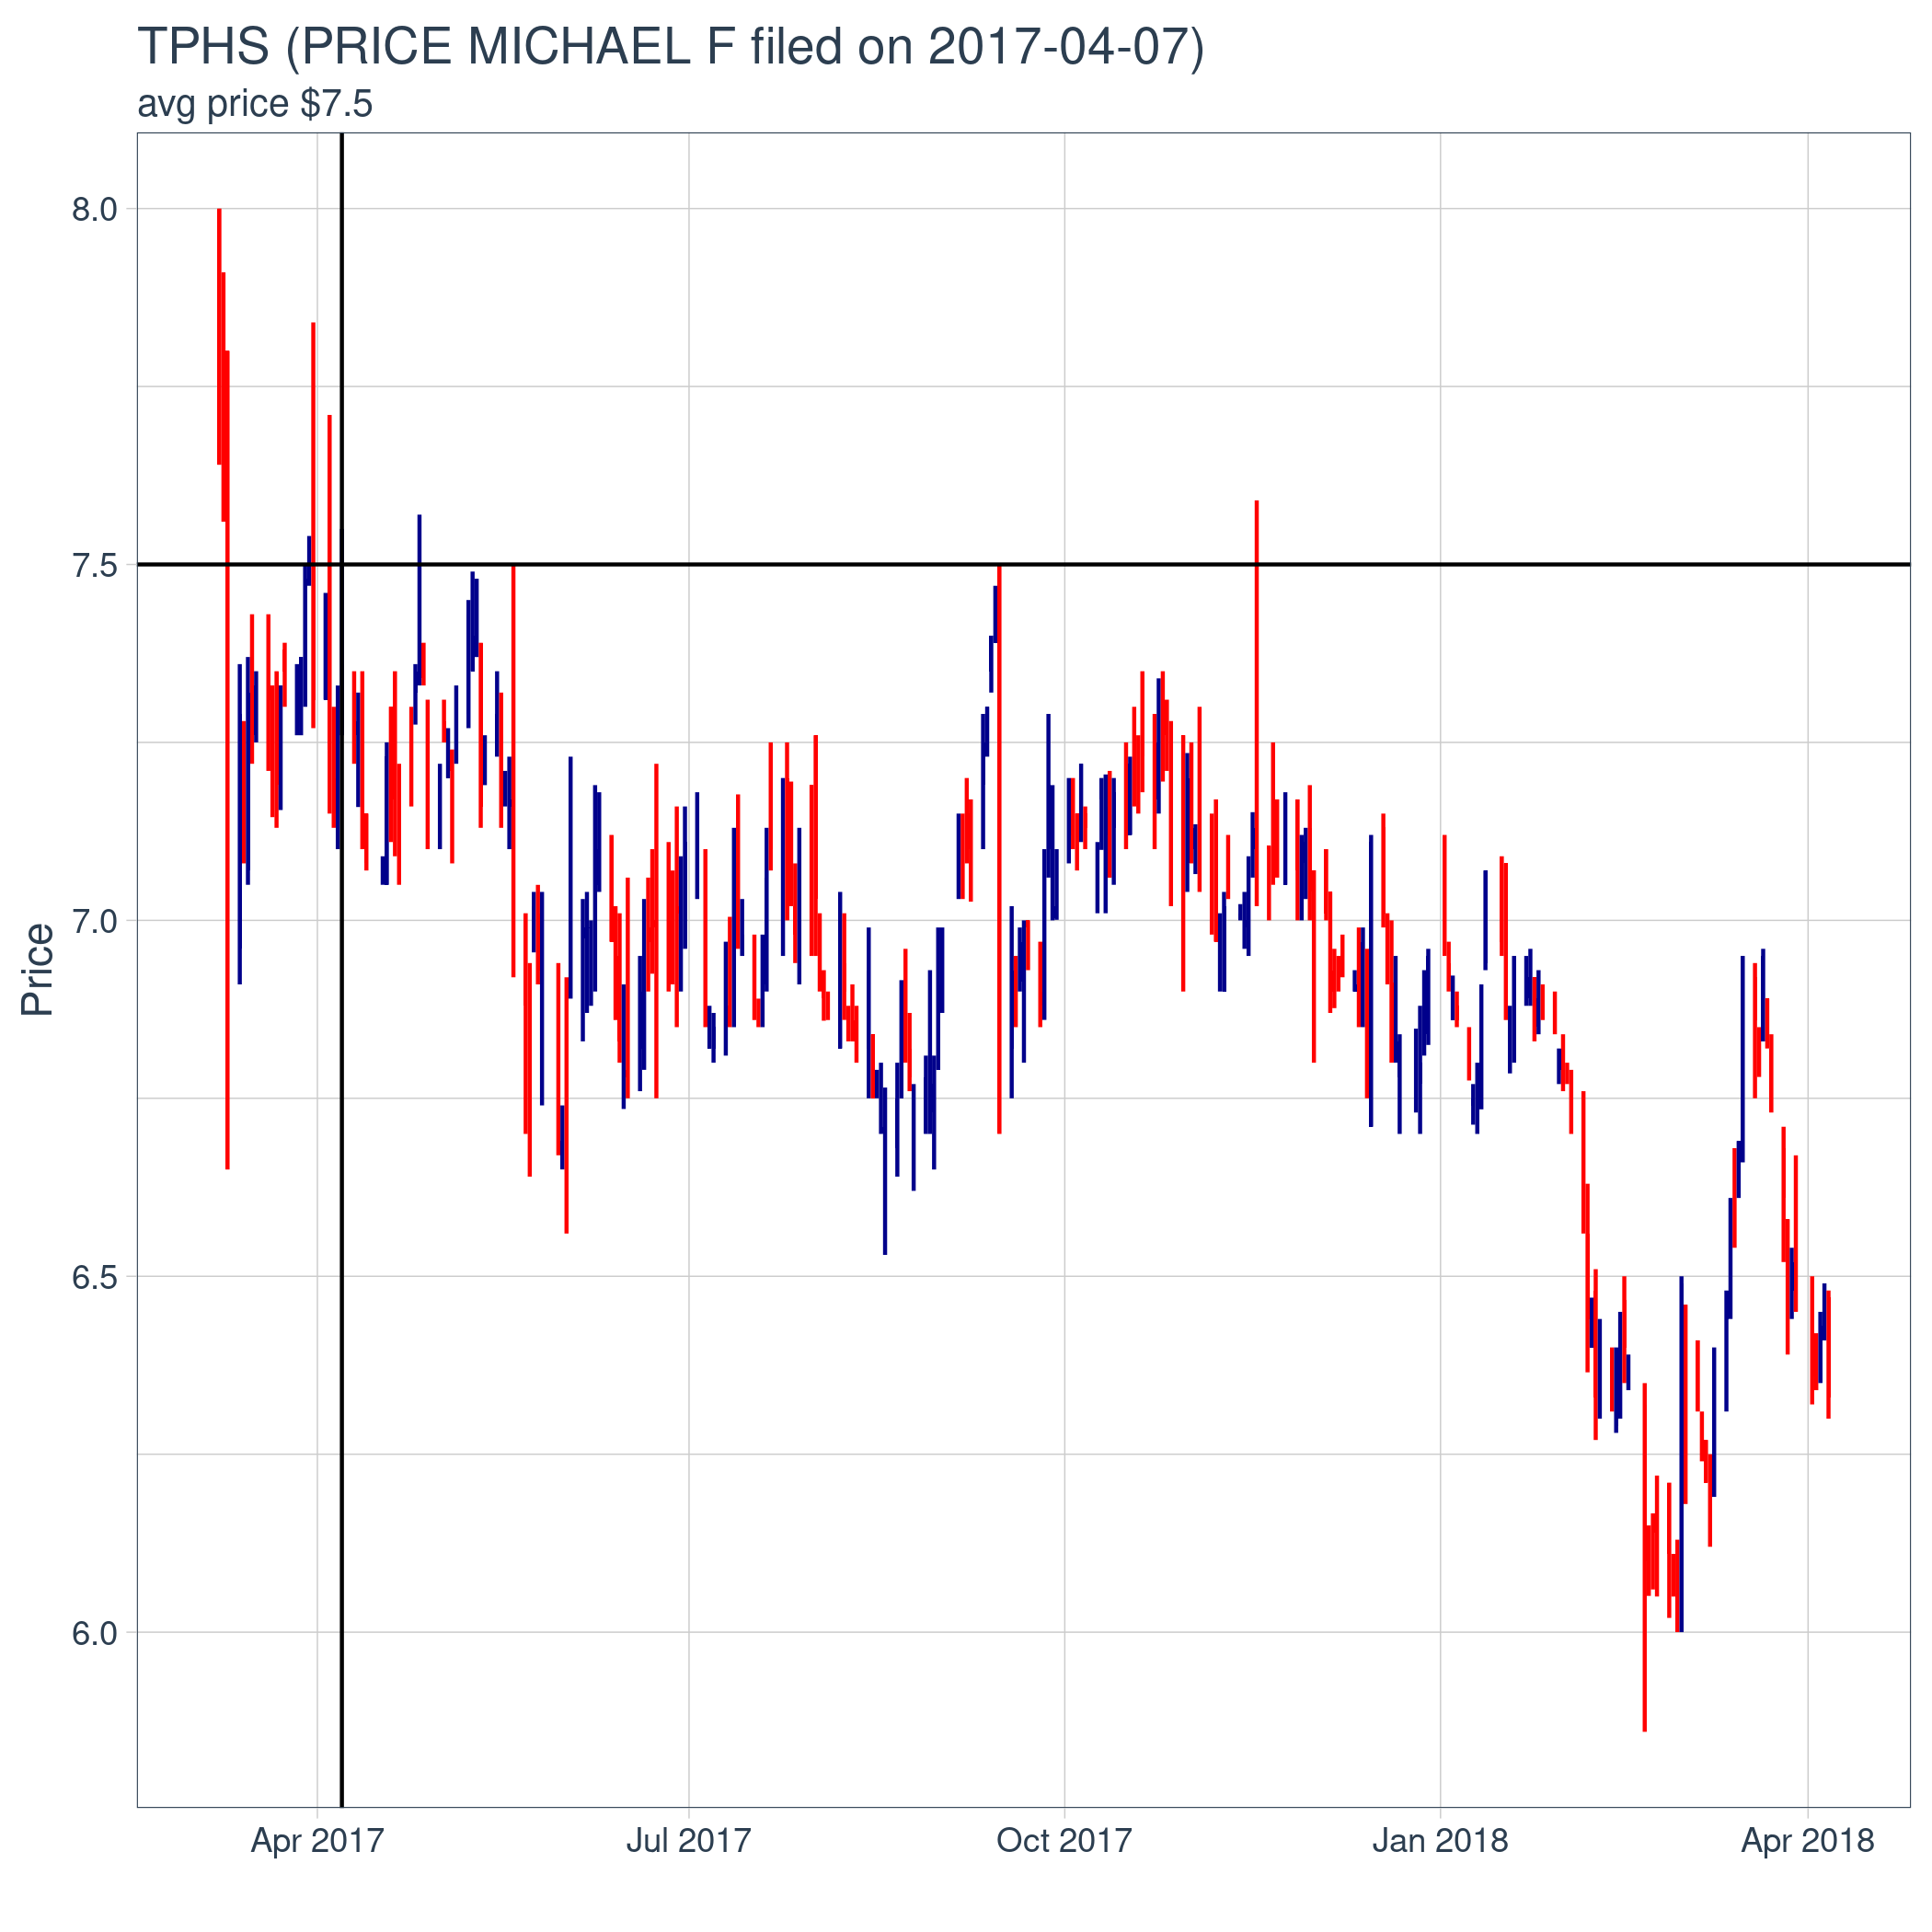 TPHS (PRICE MICHAEL F filed on 2017-04-07)
avg price $7.5
8.0
7.5
7.0
6.5
6.0
Price
Apr 2017
Jul 2017
Oct 2017
Jan 2018
Apr 2018